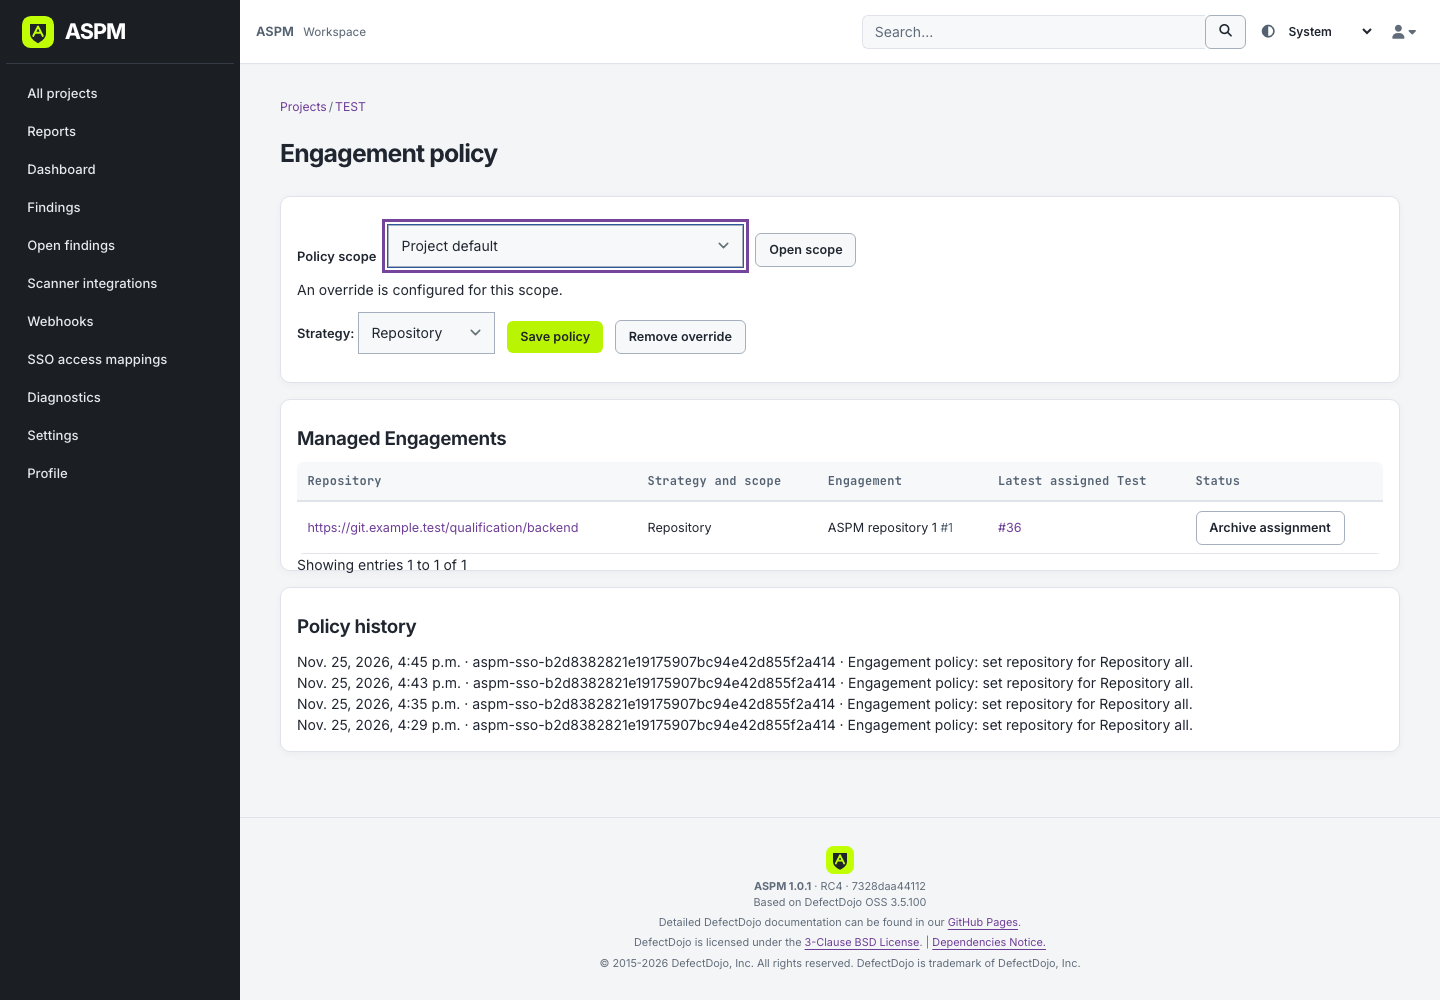 ASPM
ASPM Workspace
Search...
System
All projects
Reports
Dashboard
Findings
Open findings
Scanner integrations
Webhooks
SSO access mappings
Diagnostics
Settings
Profile
Projects / TEST
Engagement policy
Policy scope Project default Open scope
An override is configured for this scope.
Strategy: Repository Save policy Remove override
Managed Engagements
Repository Strategy and scope Engagement Latest assigned Test Status
https://git.example.test/qualification/backend Repository ASPM repository 1 #1 #36 Archive assignment
Showing entries 1 to 1 of 1
Policy history
Nov. 25, 2026, 4:45 p.m. · aspm-sso-b2d8382821e19175907bc94e42d855f2a414 · Engagement policy: set repository for Repository all.
Nov. 25, 2026, 4:43 p.m. · aspm-sso-b2d8382821e19175907bc94e42d855f2a414 · Engagement policy: set repository for Repository all.
Nov. 25, 2026, 4:35 p.m. · aspm-sso-b2d8382821e19175907bc94e42d855f2a414 · Engagement policy: set repository for Repository all.
Nov. 25, 2026, 4:29 p.m. · aspm-sso-b2d8382821e19175907bc94e42d855f2a414 · Engagement policy: set repository for Repository all.
ASPM 1.0.1 · RC4 · 7328daa44112
Based on DefectDojo OSS 3.5.100
Detailed DefectDojo documentation can be found in our GitHub Pages.
DefectDojo is licensed under the 3-Clause BSD License. | Dependencies Notice.
© 2015-2026 DefectDojo, Inc. All rights reserved. DefectDojo is trademark of DefectDojo, Inc.